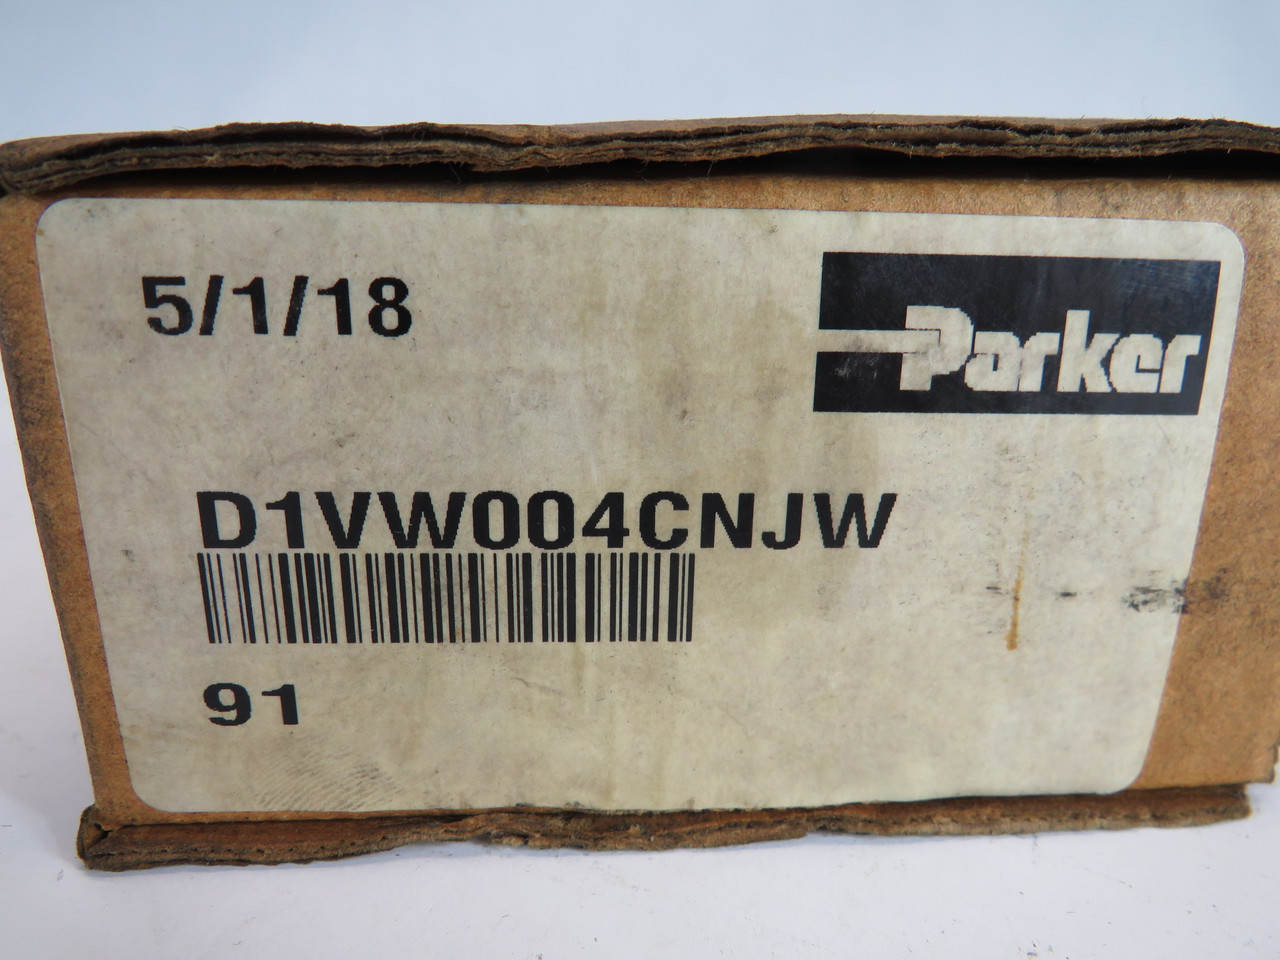 5/1/18
Parker
D1VW004CNJW
91